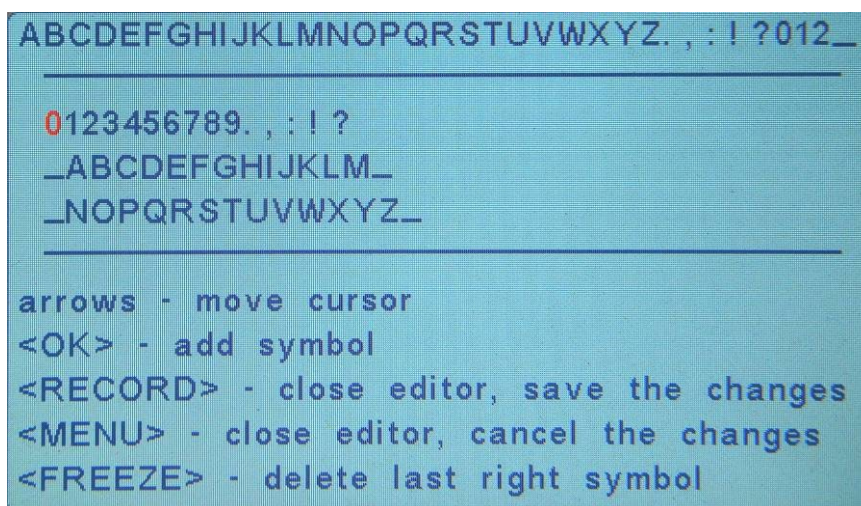 ABCDEFGHIJKLMNOPQRSTUVWXYZ.,:!?012_
0123456789.,:!?
_ABCDEFGHIJKLM_
_NOPQRSTUVWXYZ_
arrows - move cursor
<OK> - add symbol
<RECORD> - close editor, save the changes
<MENU> - close editor, cancel the changes
<FREEZE> - delete last right symbol